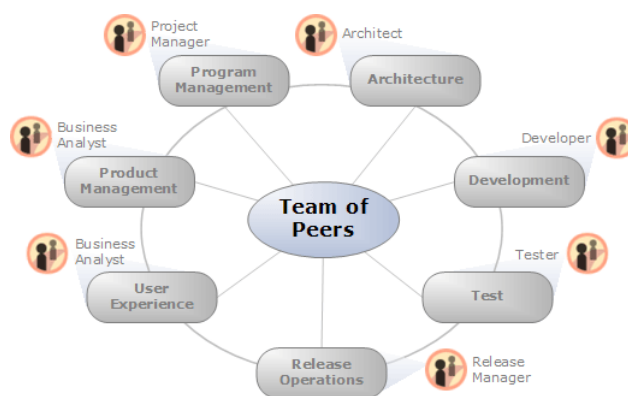 Project
Manager
Program
Management
Architect
Architecture
Business
Analyst
Product
Management
Developer
Development
Team of
Peers
Business
Analyst
User
Experience
Tester
Test
Release
Operations
Release
Manager